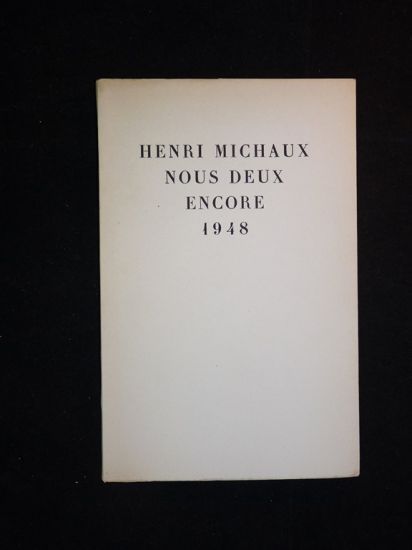 HENRI MICHAUX
NOUS DEUX
ENCORE
1948